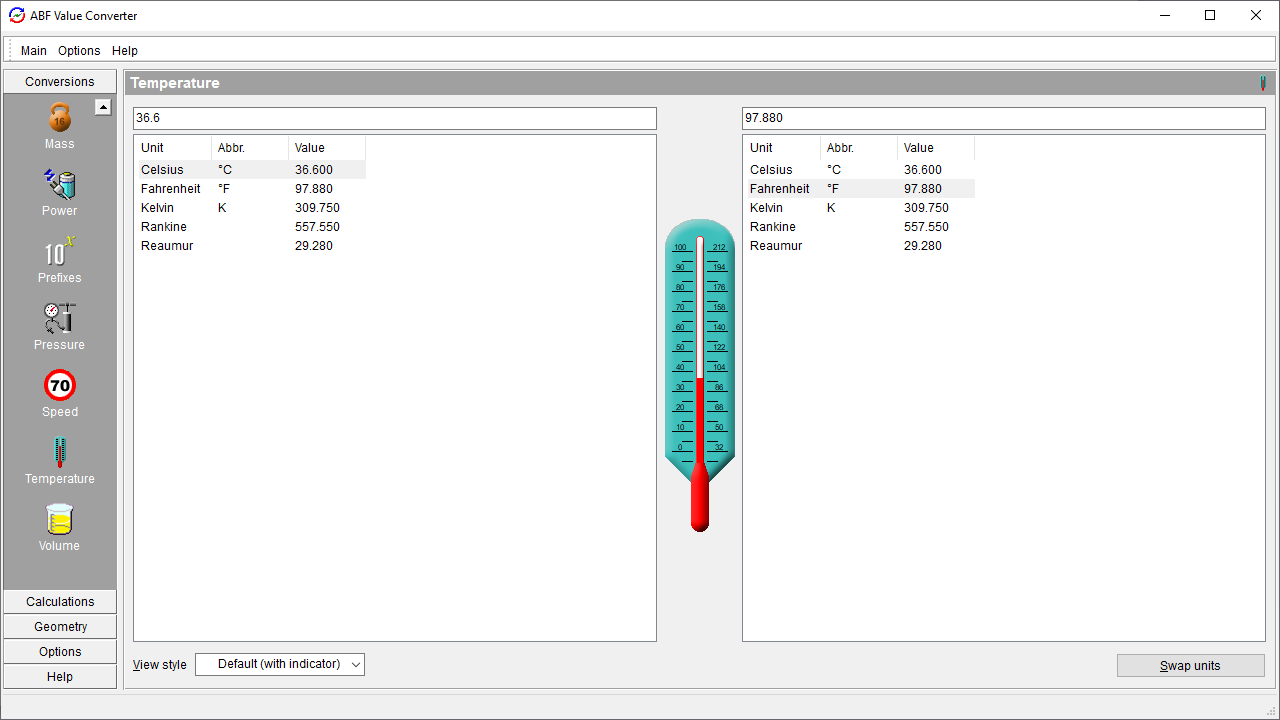 ABF Value Converter
Main Options Help
Conversions
16
Mass
Power
10x
Prefixes
Pressure
70
Speed
Temperature
Volume
Calculations
Geometry
Options
Help
Temperature
36.6
Unit Abbr. Value
Celsius °C 36.600
Fahrenheit °F 97.880
Kelvin K 309.750
Rankine 557.550
Reaumur 29.280
100 212
90 194
80 176
70 158
60 140
50 122
40 104
30 86
20 68
10 50
0 32
97.880
Unit Abbr. Value
Celsius °C 36.600
Fahrenheit °F 97.880
Kelvin K 309.750
Rankine 557.550
Reaumur 29.280
View style Default (with indicator)
Swap units